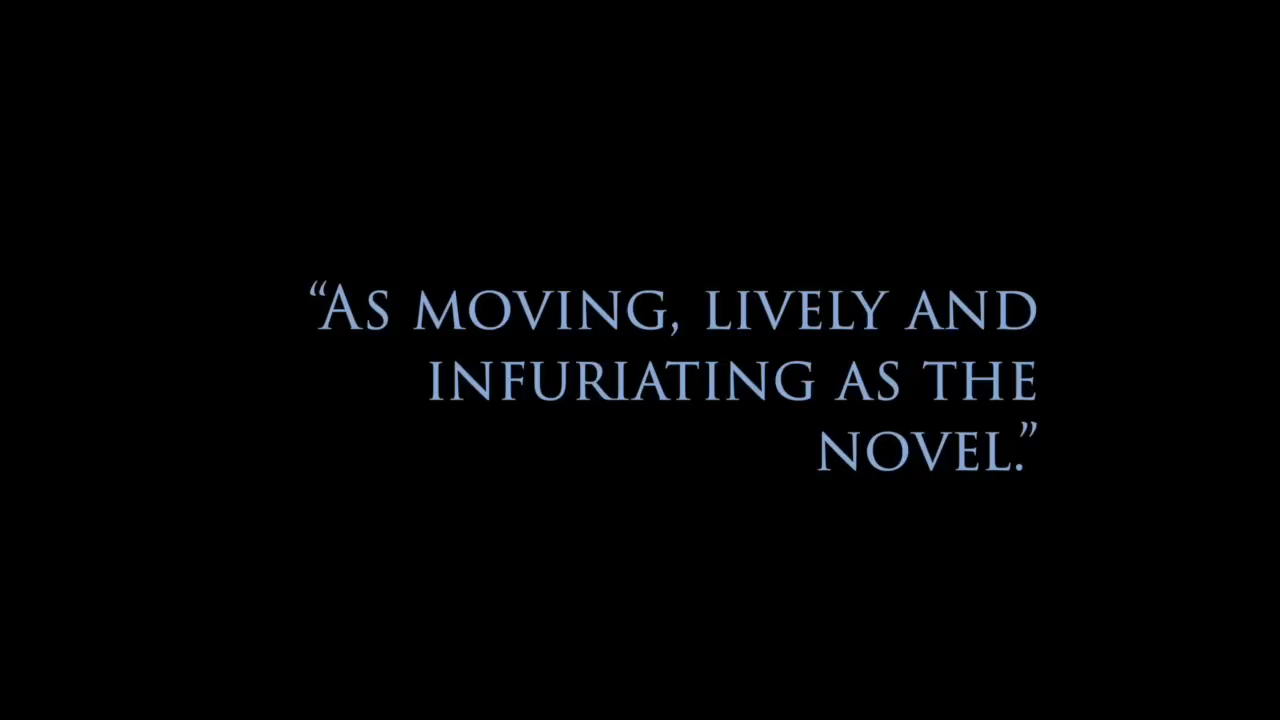 “As moving, lively and
infuriating as the
novel.”